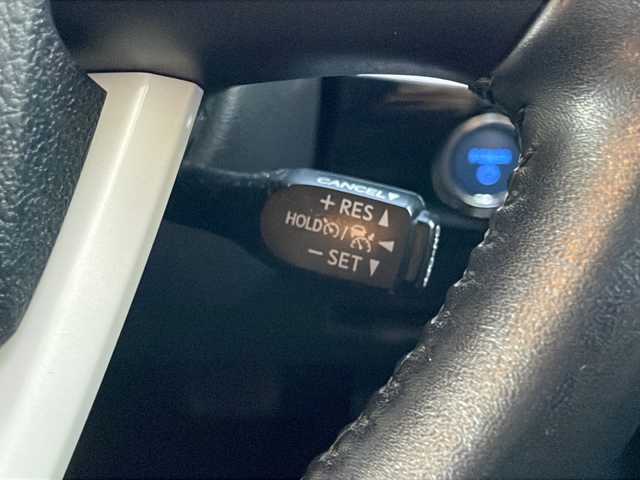 CANCEL
+ RES
HOLD /
− SET